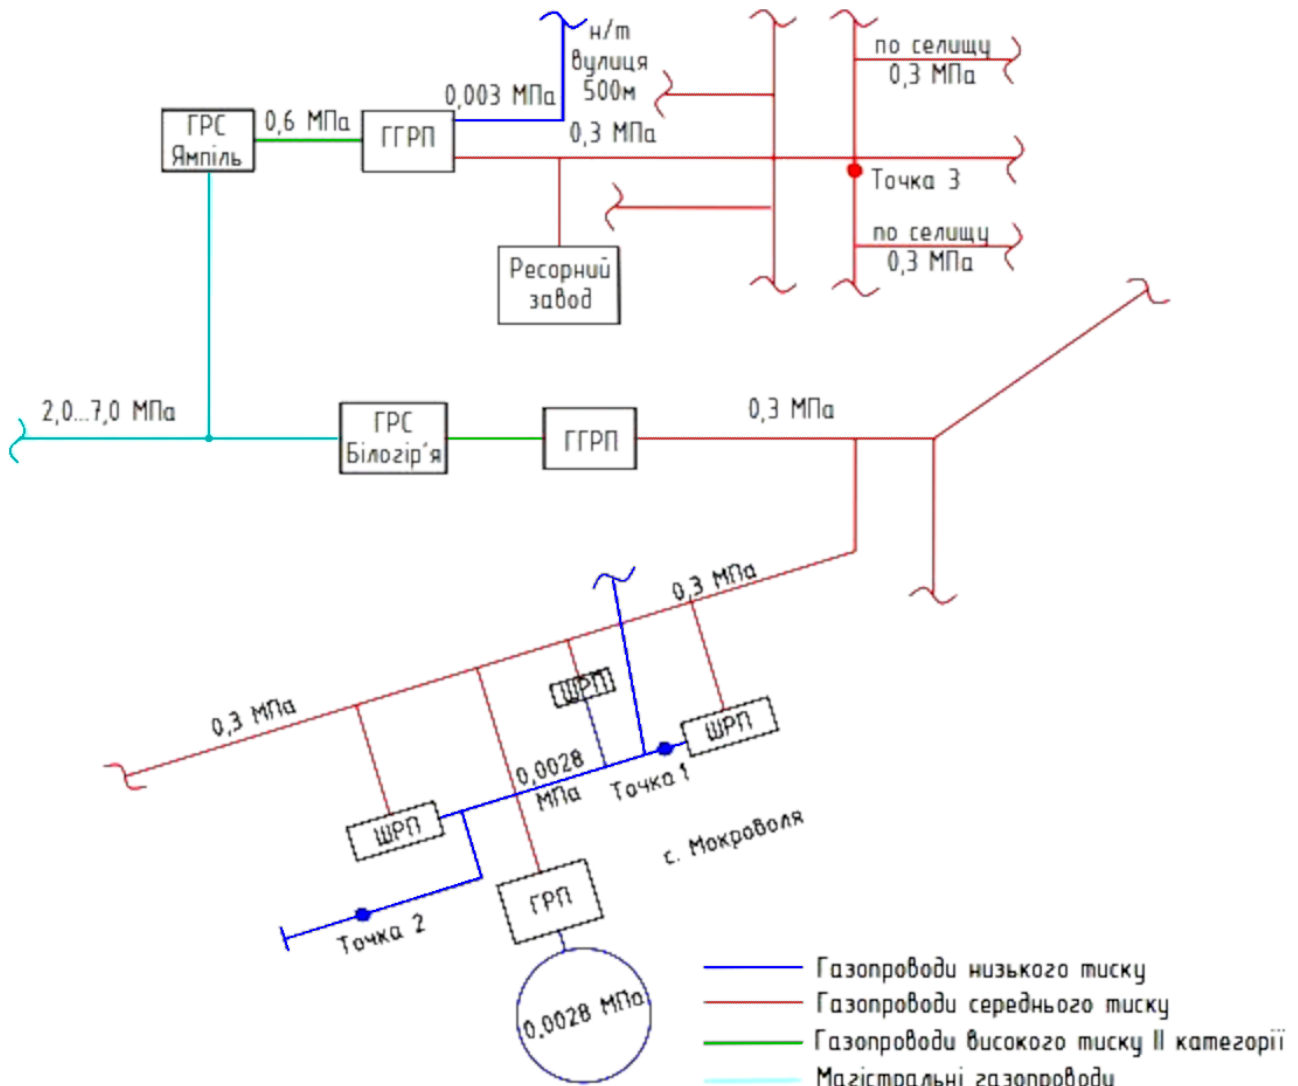 н/т
вулиця
500м
0,003 МПа
по селищу
0,3 МПа
ГРС
Ямпіль
0,6 МПа
ГГРП
0,3 МПа
Точка 3
по селищу
0,3 МПа
Ресорний
завод
2,0...7,0 МПа
ГРС
Білогір'я
ГГРП
0,3 МПа
0,3 МПа
ШРП
0,3 МПа
ШРП
0,0028
МПа
Точка 1
ШРП
с. Мокроволя
ГРП
Точка 2
0,0028 МПа
Газопроводи низького тиску
Газопроводи середнього тиску
Газопроводи високого тиску II категорії
Магістральні газопроводи